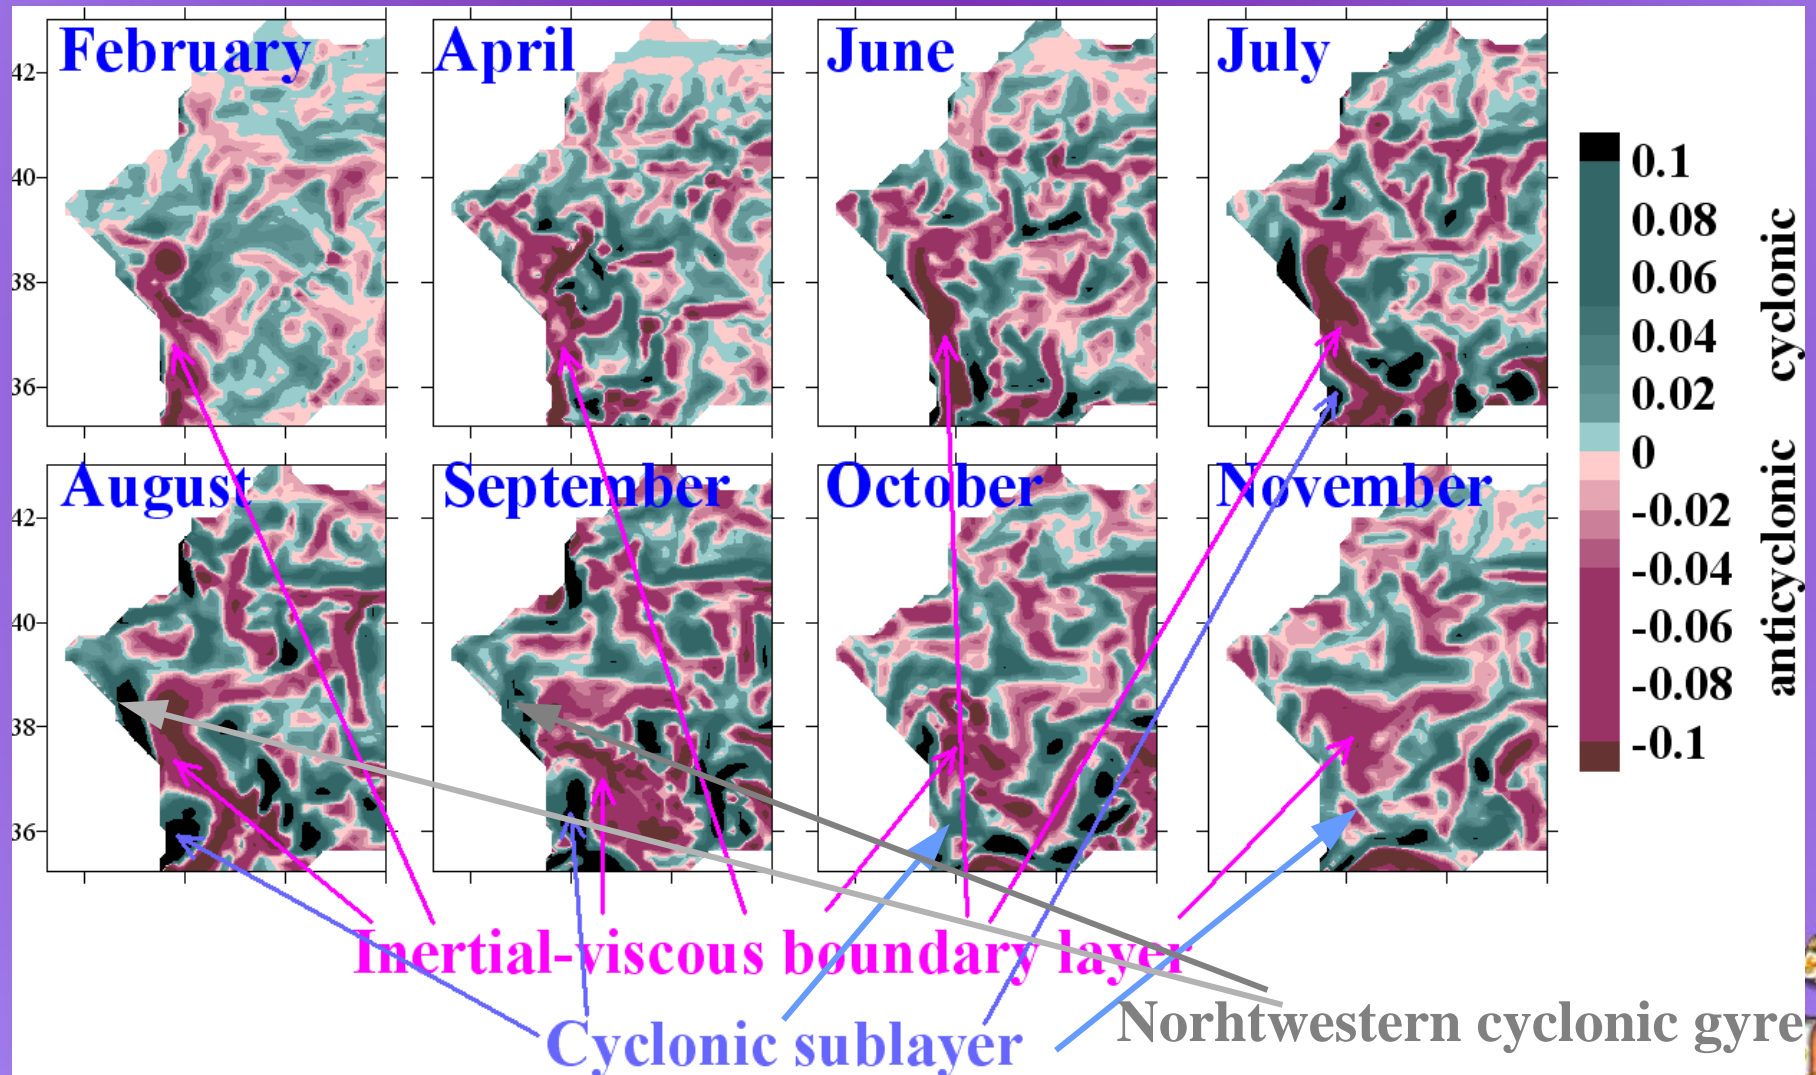 February
April
June
July
42
40
38
36
August
September
October
November
42
40
38
36
0.1
0.08
0.06
0.04
0.02
0
-0.02
-0.04
-0.06
-0.08
-0.1
cyclonic
anticyclonic
Inertial-viscous boundary layer
Cyclonic sublayer
Norhtwestern cyclonic gyre